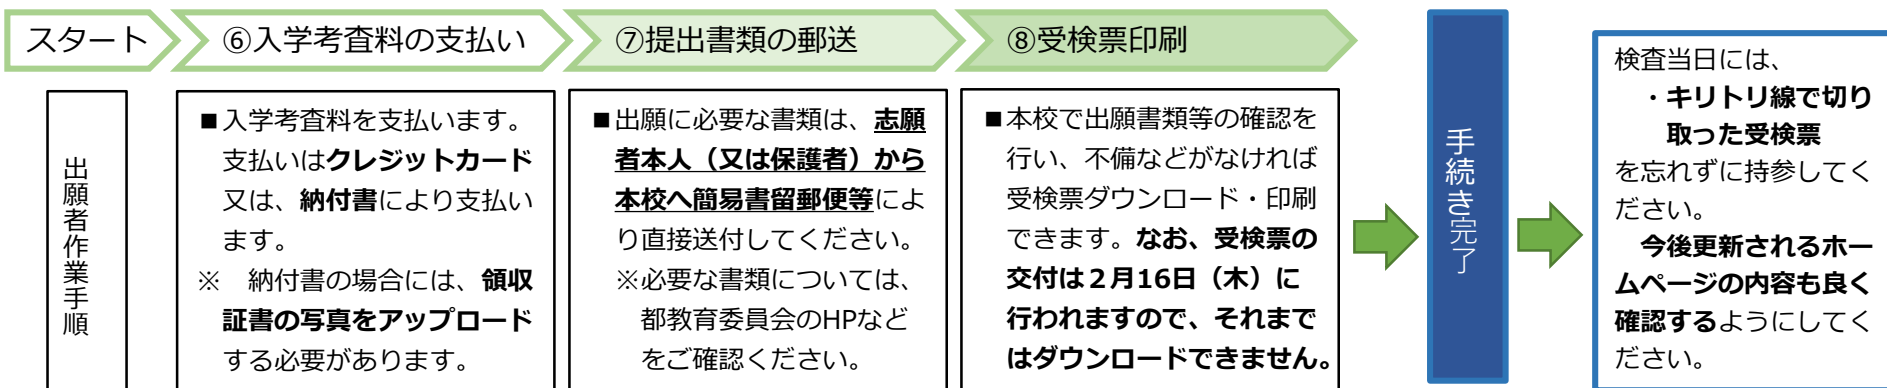 スタート
⑥入学考査料の支払い
⑦提出書類の郵送
⑧受検票印刷
出願者作業手順
■入学考査料を支払います。
支払いはクレジットカード
又は、納付書により支払い
ます。
※　納付書の場合には、領収
証書の写真をアップロード
する必要があります。
■出願に必要な書類は、志願
者本人（又は保護者）から
本校へ簡易書留郵便等によ
り直接送付してください。
※必要な書類については、
都教育委員会のHPなど
をご確認ください。
■本校で出願書類等の確認を
行い、不備などがなければ
受検票ダウンロード・印刷
できます。なお、受検票の
交付は２月16日（木）に
行われますので、それまで
はダウンロードできません。
手続き完了
検査当日には、
・キリトリ線で切り
取った受検票
を忘れずに持参してく
ださい。
今後更新されるホー
ムページの内容も良く
確認するようにしてく
ださい。